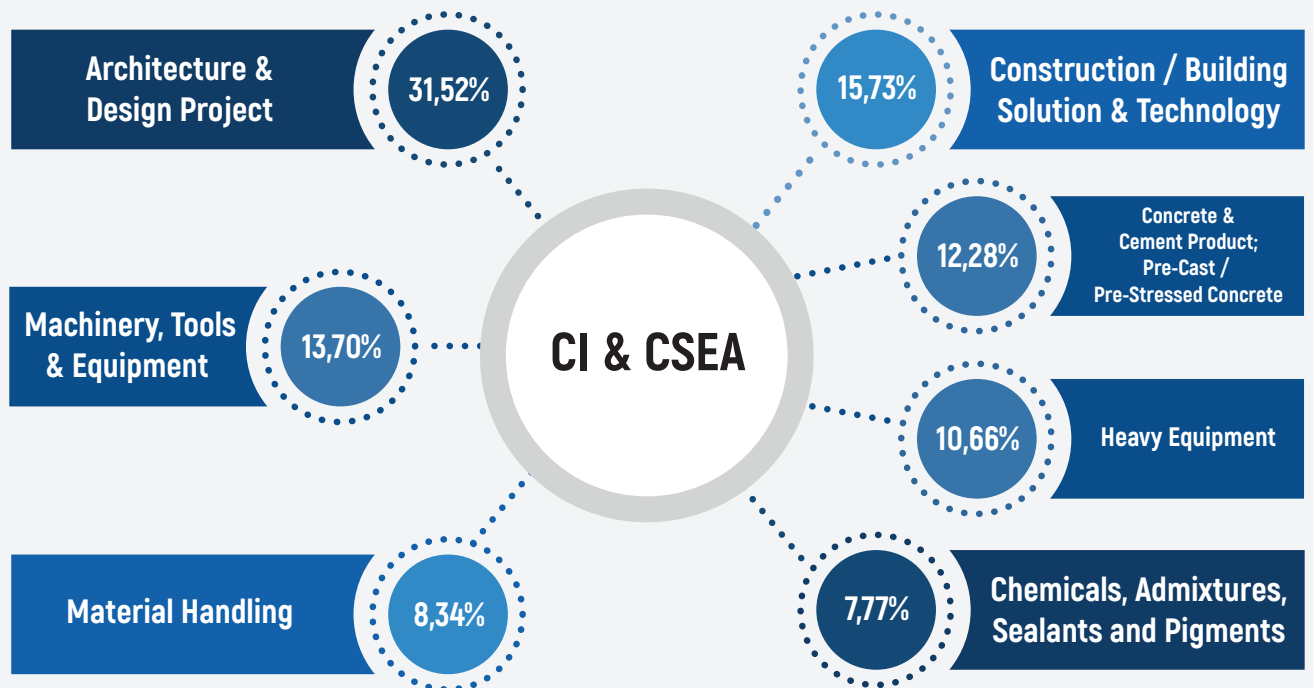 Architecture &
Design Project
31,52%
15,73%
Construction / Building
Solution & Technology
12,28%
Concrete &
Cement Product;
Pre-Cast /
Pre-Stressed Concrete
Machinery, Tools
& Equipment
13,70%
CI & CSEA
10,66%
Heavy Equipment
Material Handling
8,34%
7,77%
Chemicals, Admixtures,
Sealants and Pigments